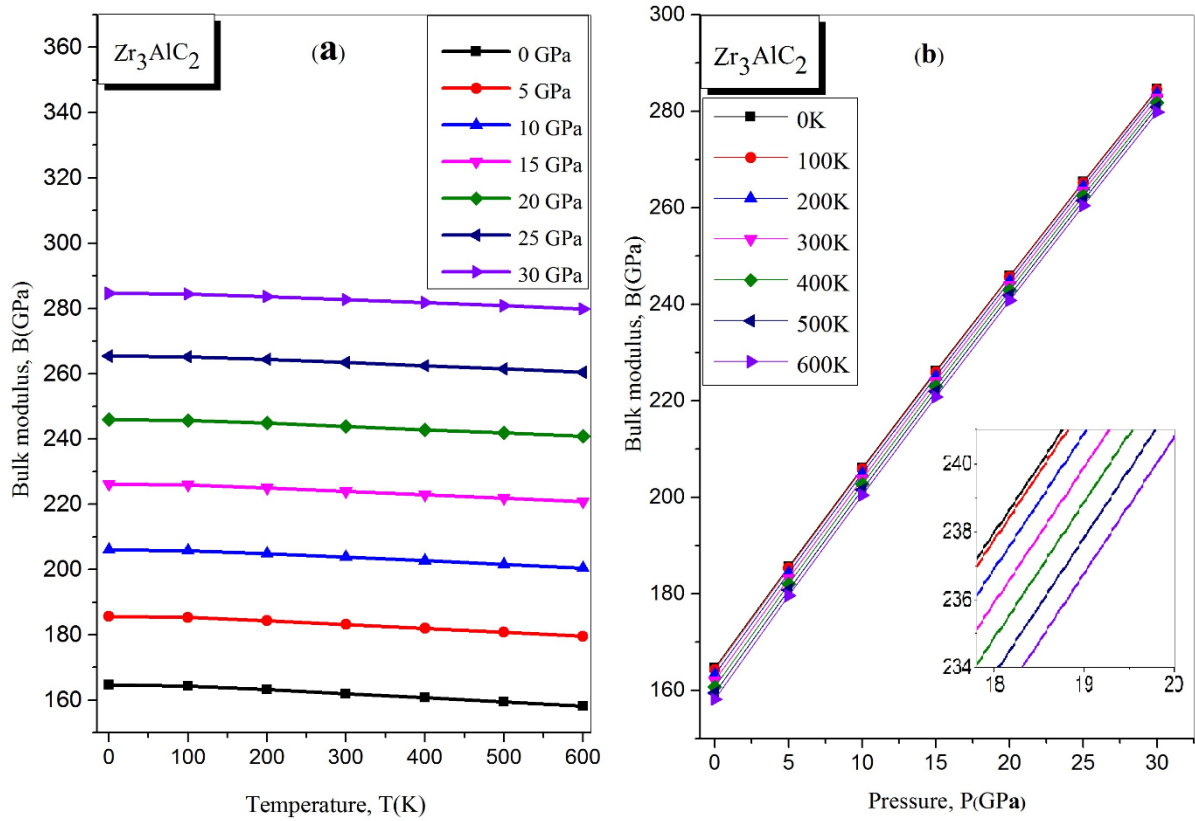 Zr3AlC2
(a)
0 GPa
5 GPa
10 GPa
15 GPa
20 GPa
25 GPa
30 GPa
360
340
320
300
280
260
240
220
200
180
160
Bulk modulus, B(GPa)
0 100 200 300 400 500 600
Temperature, T(K)
Zr3AlC2
(b)
0K
100K
200K
300K
400K
500K
600K
300
280
260
240
220
200
180
160
Bulk modulus, B(GPa)
240
238
236
234
18 19 20
0 5 10 15 20 25 30
Pressure, P(GPa)